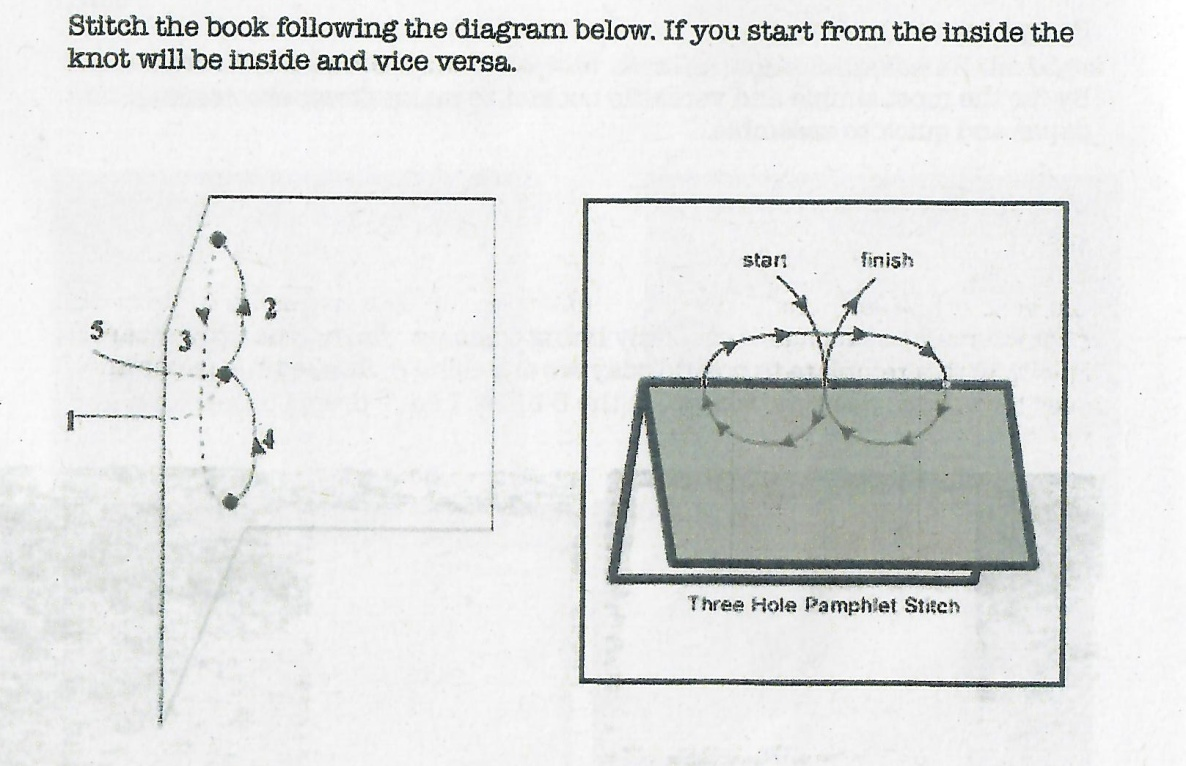 Stitch the book following the diagram below. If you start from the inside the
knot will be inside and vice versa.
start finish
2
3
5
1
4
Three Hole Pamphlet Stitch